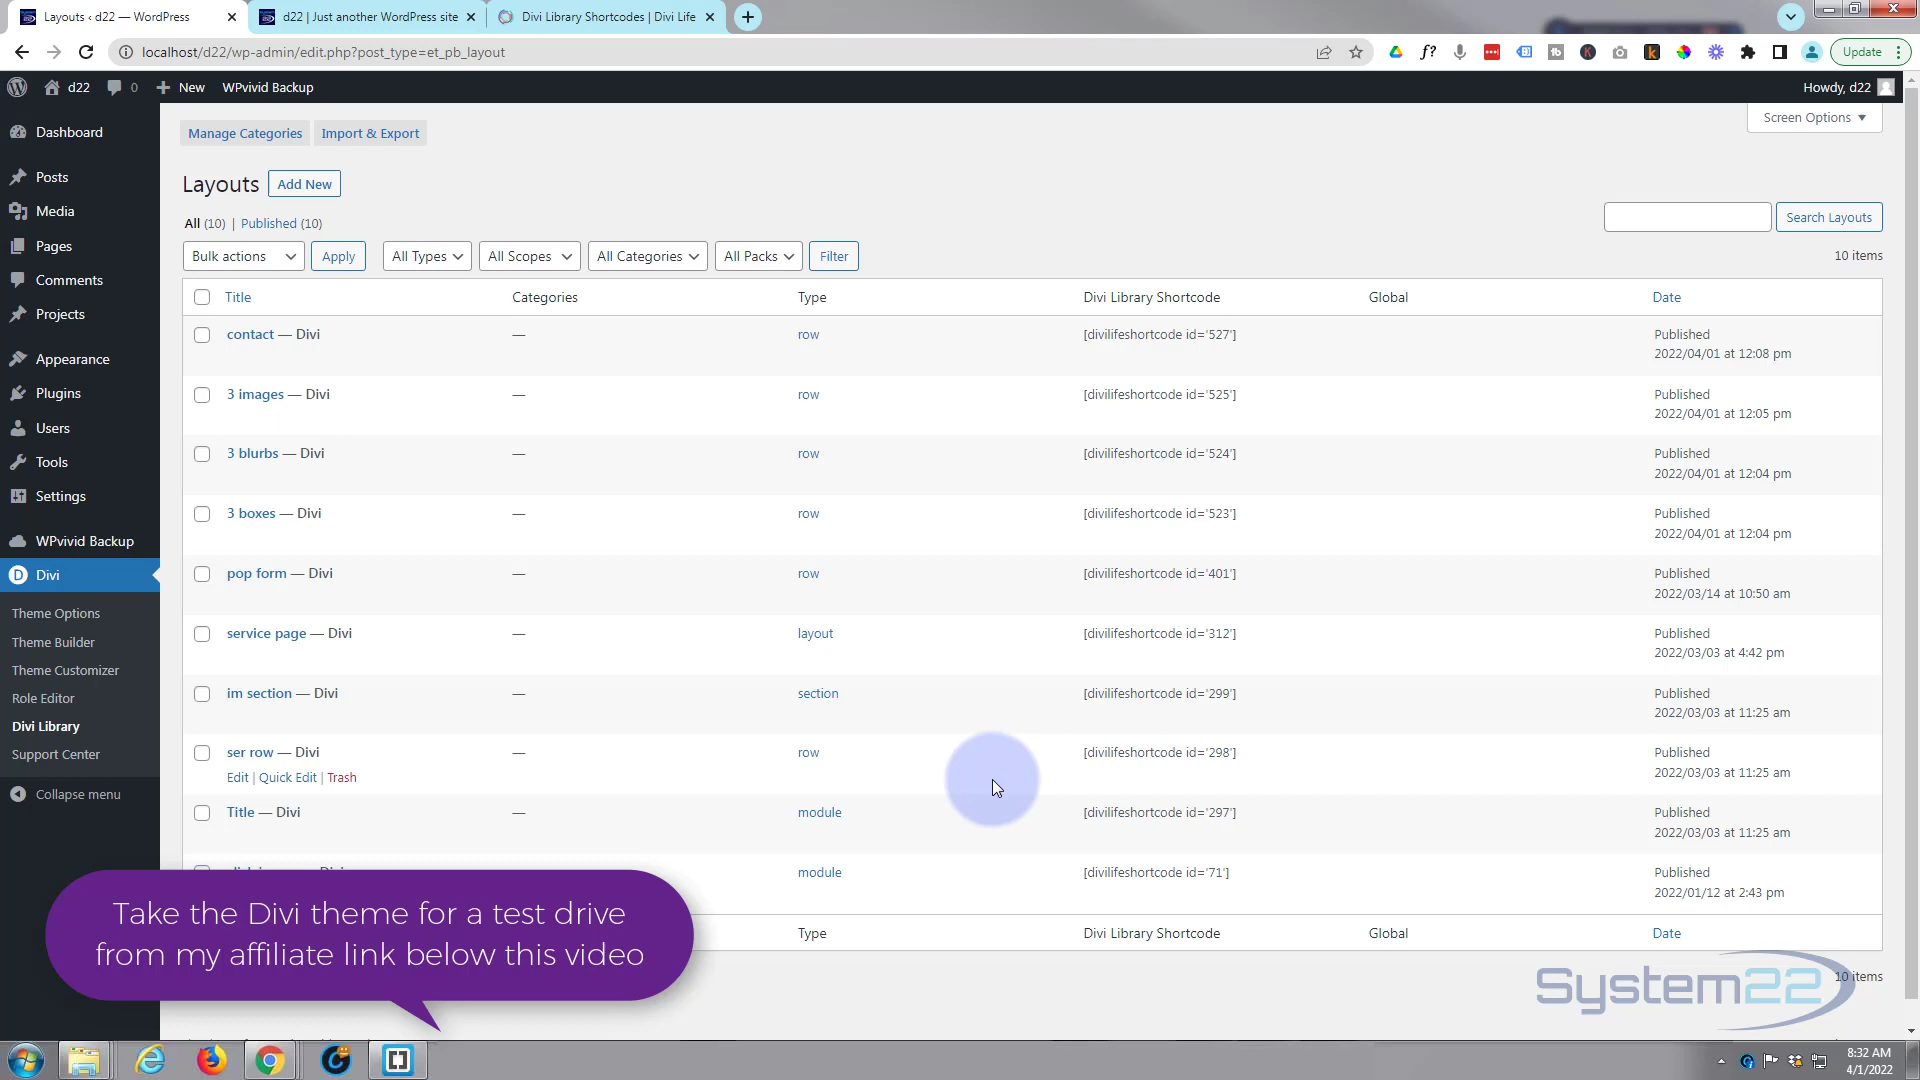 Layouts ‹ d22 — WordPress
d22 | Just another WordPress site
Divi Library Shortcodes | Divi Life
localhost/d22/wp-admin/edit.php?post_type=et_pb_layout
Update
d22
0
New
WPvivid Backup
Howdy, d22
Dashboard
Posts
Media
Pages
Comments
Projects
Appearance
Plugins
Users
Tools
Settings
WPvivid Backup
Divi
Theme Options
Theme Builder
Theme Customizer
Role Editor
Divi Library
Support Center
Collapse menu
Manage Categories
Import & Export
Screen Options
Layouts
Add New
All (10) | Published (10)
Search Layouts
Bulk actions
Apply
All Types
All Scopes
All Categories
All Packs
Filter
10 items
Title Categories Type Divi Library Shortcode Global Date
contact — Divi — row [divilifeshortcode id='527'] Published
2022/04/01 at 12:08 pm
3 images — Divi — row [divilifeshortcode id='525'] Published
2022/04/01 at 12:05 pm
3 blurbs — Divi — row [divilifeshortcode id='524'] Published
2022/04/01 at 12:04 pm
3 boxes — Divi — row [divilifeshortcode id='523'] Published
2022/04/01 at 12:04 pm
pop form — Divi — row [divilifeshortcode id='401'] Published
2022/03/14 at 10:50 am
service page — Divi — layout [divilifeshortcode id='312'] Published
2022/03/03 at 4:42 pm
im section — Divi — section [divilifeshortcode id='299'] Published
2022/03/03 at 11:25 am
ser row — Divi — row [divilifeshortcode id='298'] Published
Edit | Quick Edit | Trash 2022/03/03 at 11:25 am
Title — Divi — module [divilifeshortcode id='297'] Published
2022/03/03 at 11:25 am
module [divilifeshortcode id='71'] Published
2022/01/12 at 2:43 pm
Type Divi Library Shortcode Global Date
10 items
Take the Divi theme for a test drive
from my affiliate link below this video
System22
8:32 AM
4/1/2022